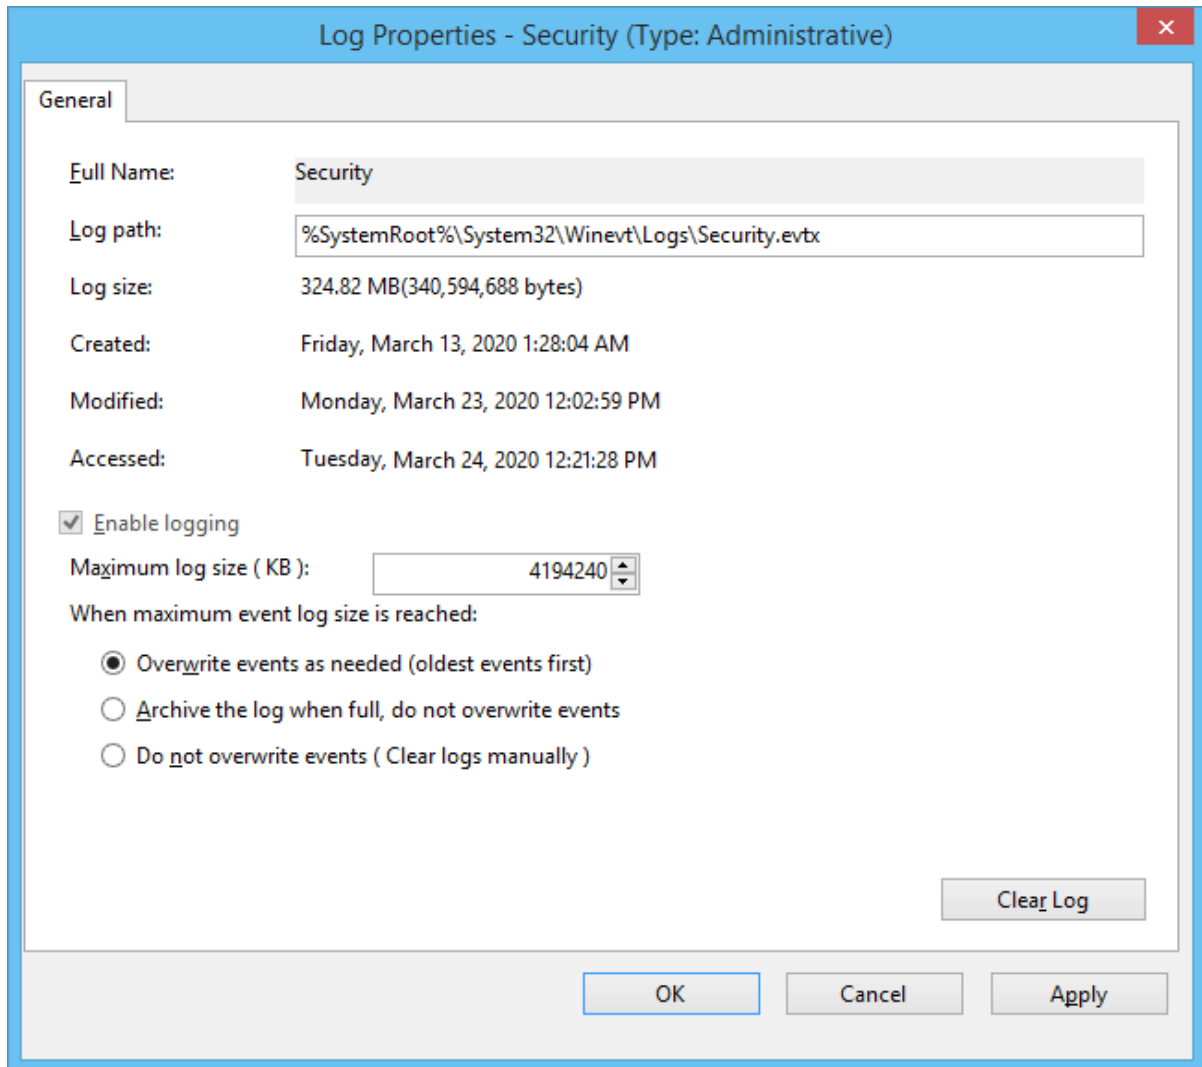 Log Properties - Security (Type: Administrative)
General
Full Name: Security
Log path: %SystemRoot%\System32\Winevt\Logs\Security.evtx
Log size: 324.82 MB(340,594,688 bytes)
Created: Friday, March 13, 2020 1:28:04 AM
Modified: Monday, March 23, 2020 12:02:59 PM
Accessed: Tuesday, March 24, 2020 12:21:28 PM
Enable logging
Maximum log size ( KB ): 4194240
When maximum event log size is reached:
Overwrite events as needed (oldest events first)
Archive the log when full, do not overwrite events
Do not overwrite events ( Clear logs manually )
Clear Log
OK Cancel Apply